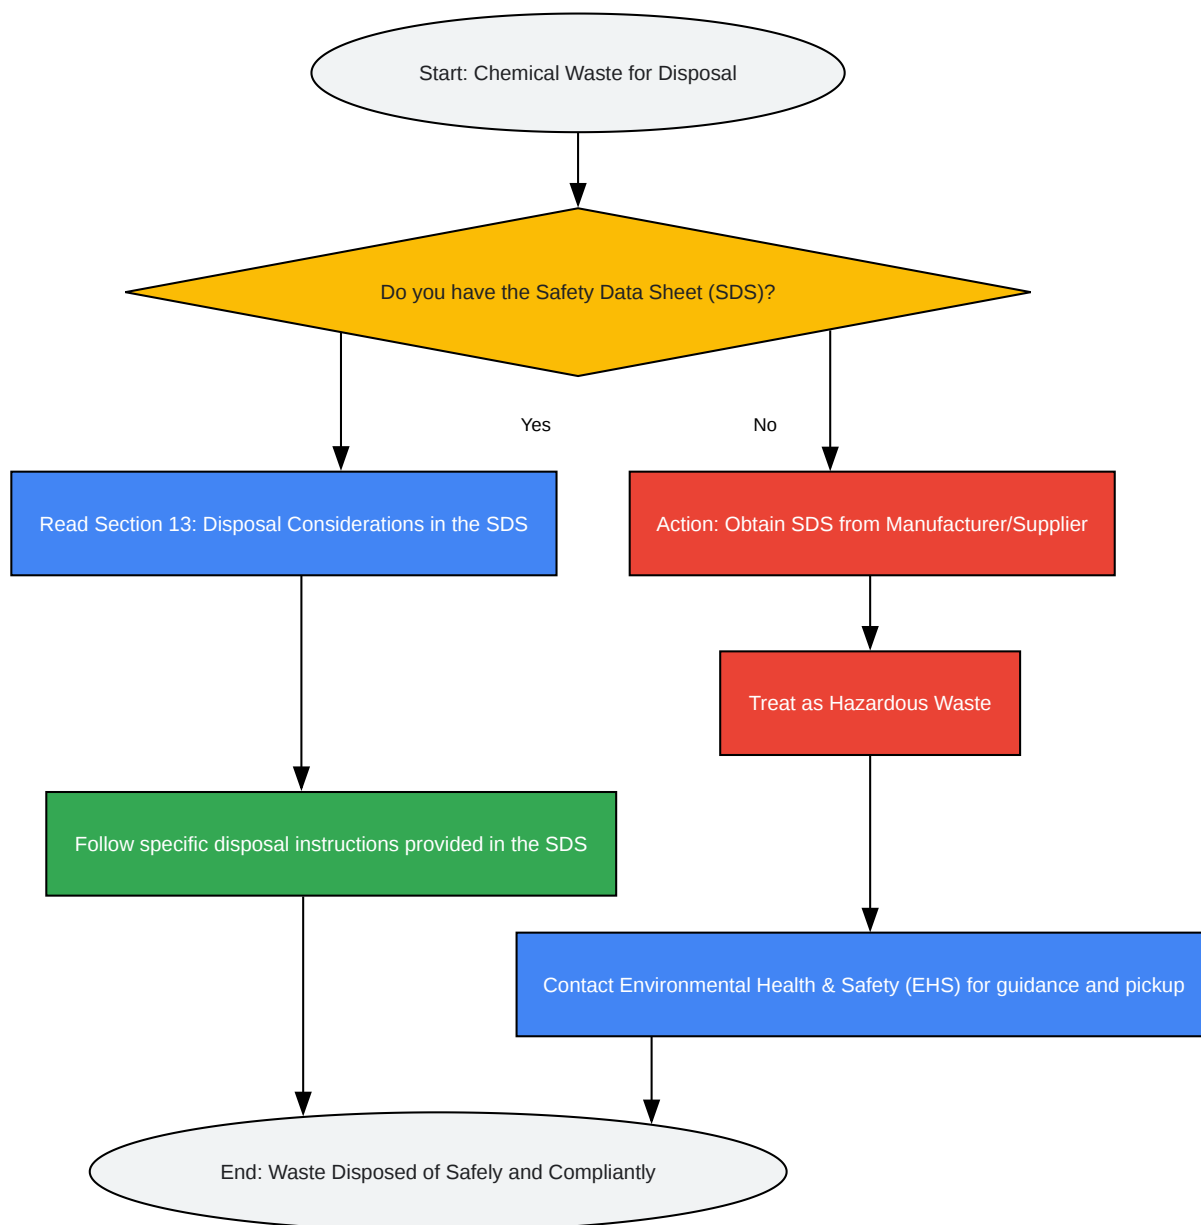 Start: Chemical Waste for Disposal
Do you have the Safety Data Sheet (SDS)?
Yes
No
Read Section 13: Disposal Considerations in the SDS
Action: Obtain SDS from Manufacturer/Supplier
Treat as Hazardous Waste
Follow specific disposal instructions provided in the SDS
Contact Environmental Health & Safety (EHS) for guidance and pickup
End: Waste Disposed of Safely and Compliantly